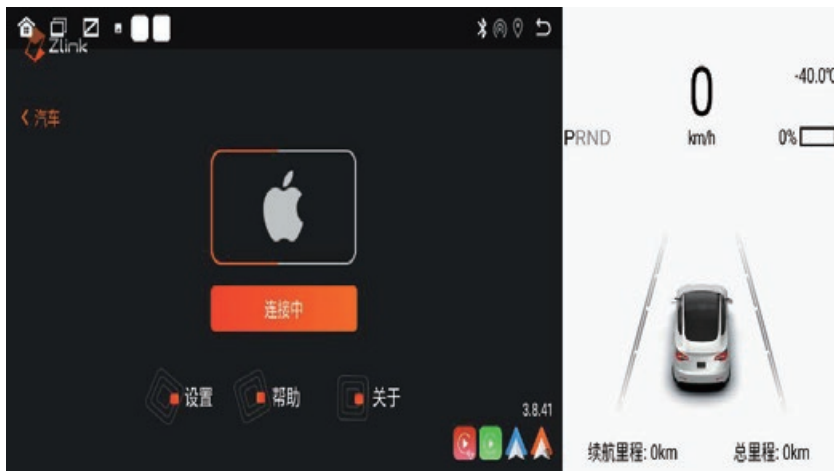 Zlink
汽车
连接中
设置
帮助
关于
3.8.41
0
km/h
-40.0℃
PRND
0%
续航里程: 0km
总里程: 0km